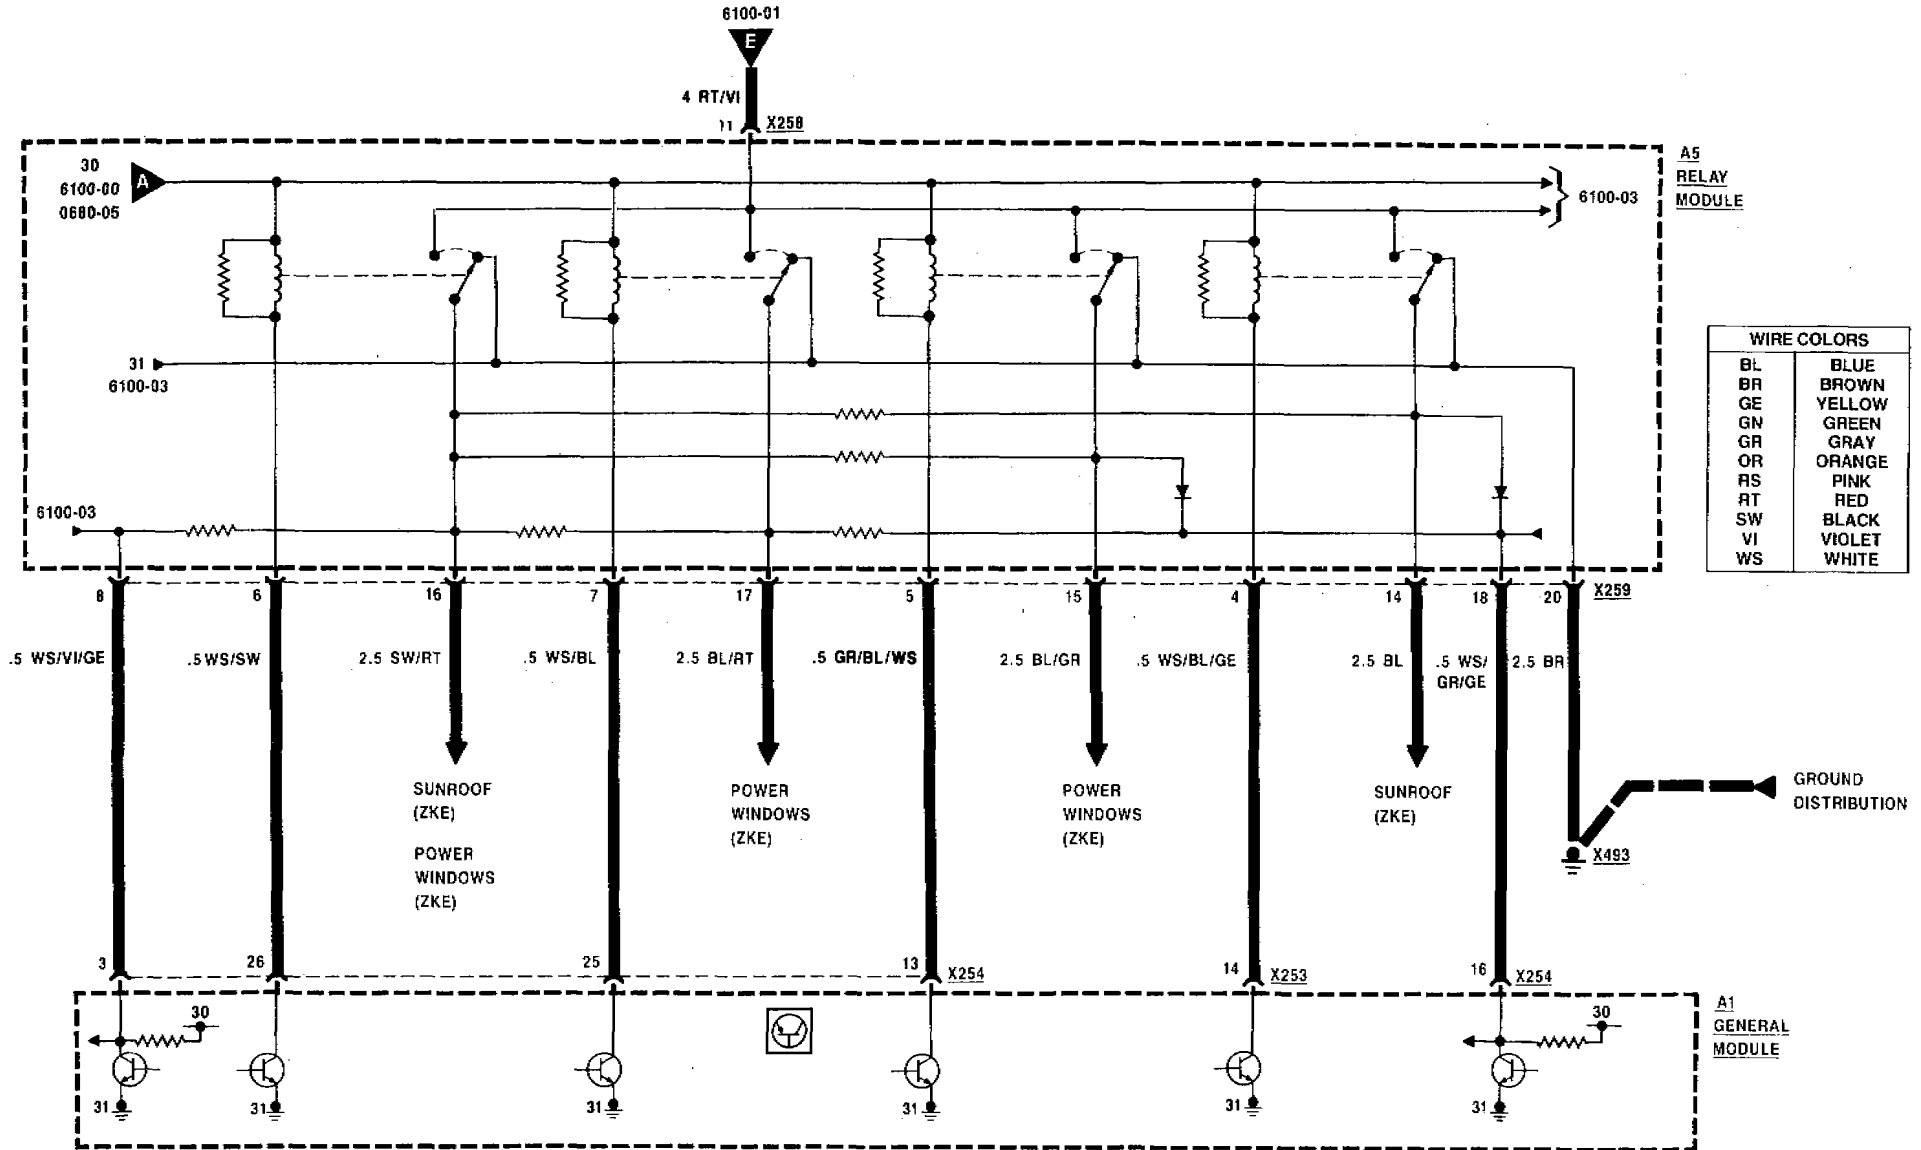 6100-01
E
4 RT/VI
11 X258
30
6100-00
0680-05
A
6100-03
A5
RELAY
MODULE
31
6100-03
WIRE COLORS
BL BLUE
BR BROWN
GE YELLOW
GN GREEN
GR GRAY
OR ORANGE
RS PINK
RT RED
SW BLACK
VI VIOLET
WS WHITE
6100-03
8 6 16 7 17 5 15 4 14 18 20 X259
.5 WS/VI/GE .5 WS/SW 2.5 SW/RT .5 WS/BL 2.5 BL/RT .5 GR/BL/WS 2.5 BL/GR .5 WS/BL/GE 2.5 BL .5 WS/ 2.5 BR
GR/GE
SUNROOF
(ZKE)
POWER
WINDOWS
(ZKE)
POWER
WINDOWS
(ZKE)
POWER
WINDOWS
(ZKE)
SUNROOF
(ZKE)
GROUND
DISTRIBUTION
X493
3 26 25 13 X254 14 X253 16 X254
30 30
A1
GENERAL
MODULE
31 31 31 31 31 31